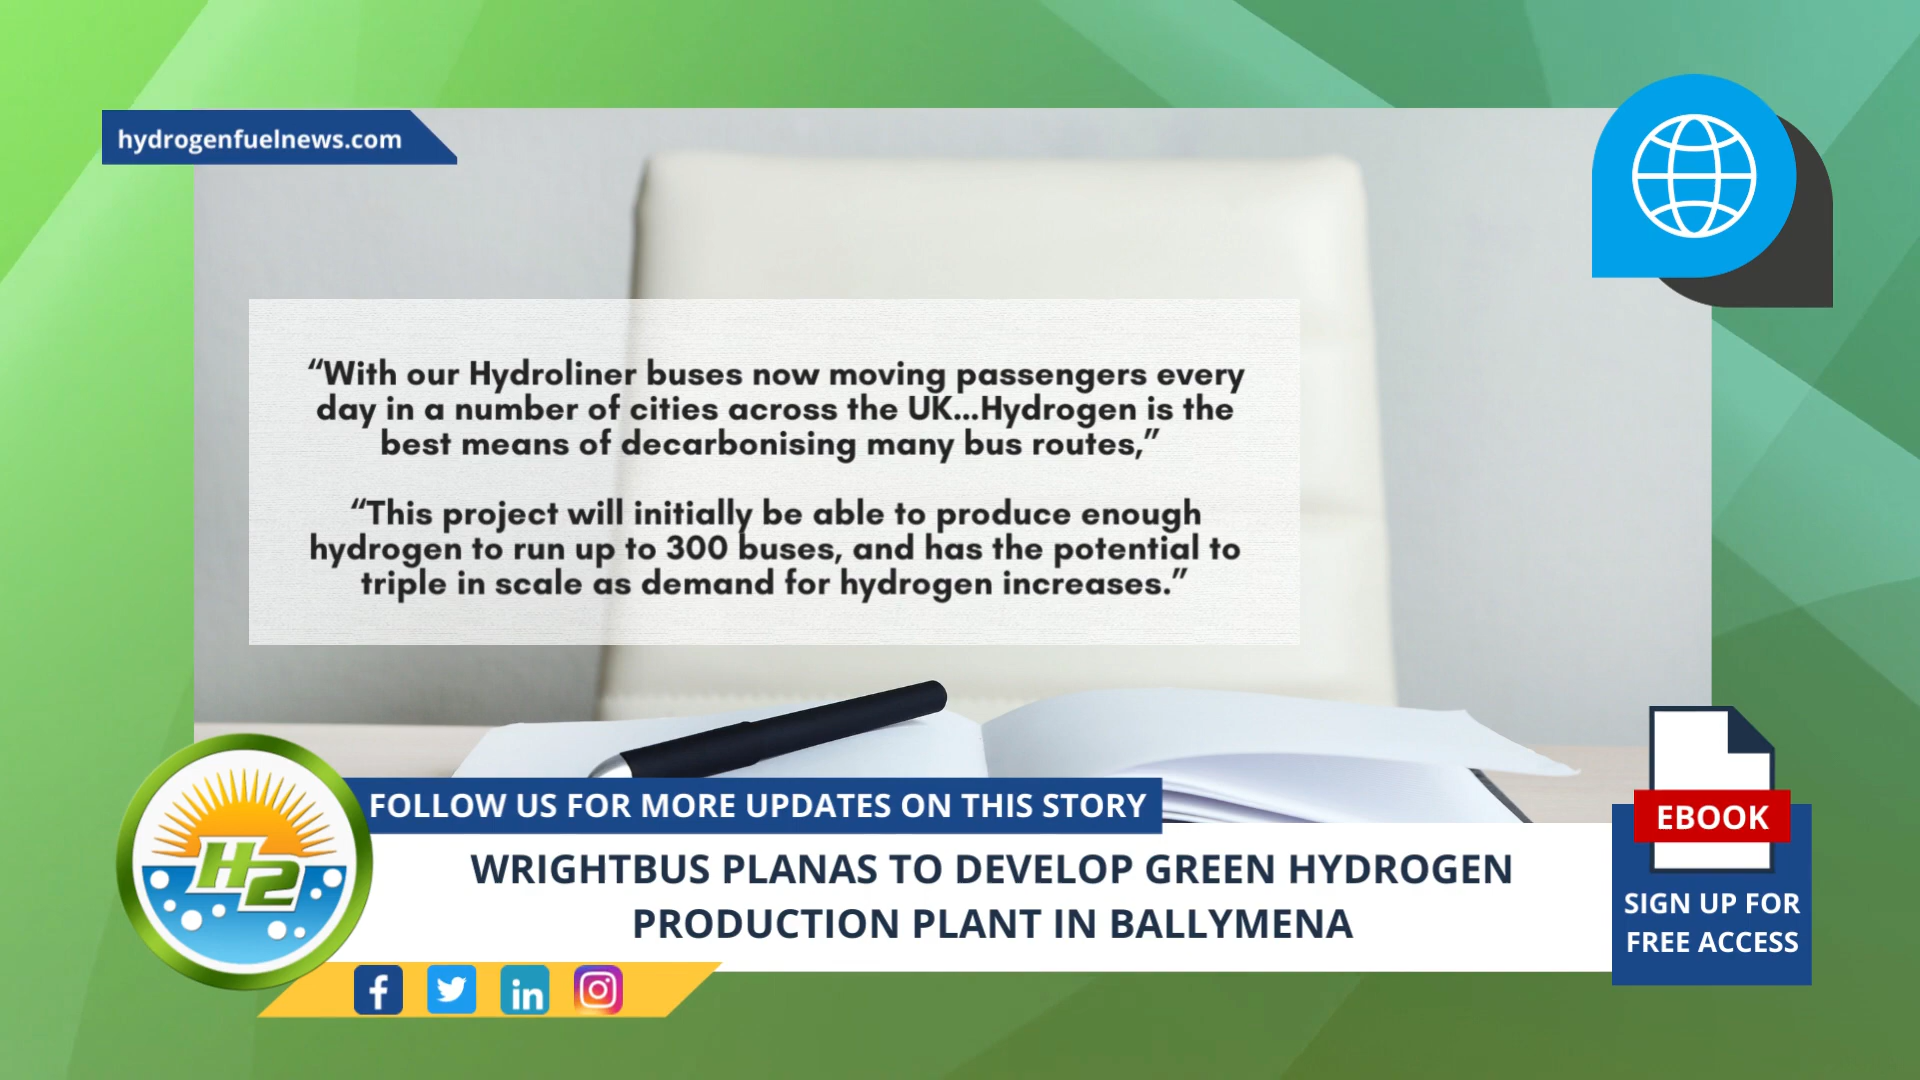 hydrogenfuelnews.com
“With our Hydroliner buses now moving passengers every
day in a number of cities across the UK...Hydrogen is the
best means of decarbonising many bus routes,”
“This project will initially be able to produce enough
hydrogen to run up to 300 buses, and has the potential to
triple in scale as demand for hydrogen increases.”
FOLLOW US FOR MORE UPDATES ON THIS STORY
H2
WRIGHTBUS PLANAS TO DEVELOP GREEN HYDROGEN
PRODUCTION PLANT IN BALLYMENA
EBOOK
SIGN UP FOR
FREE ACCESS
f
in